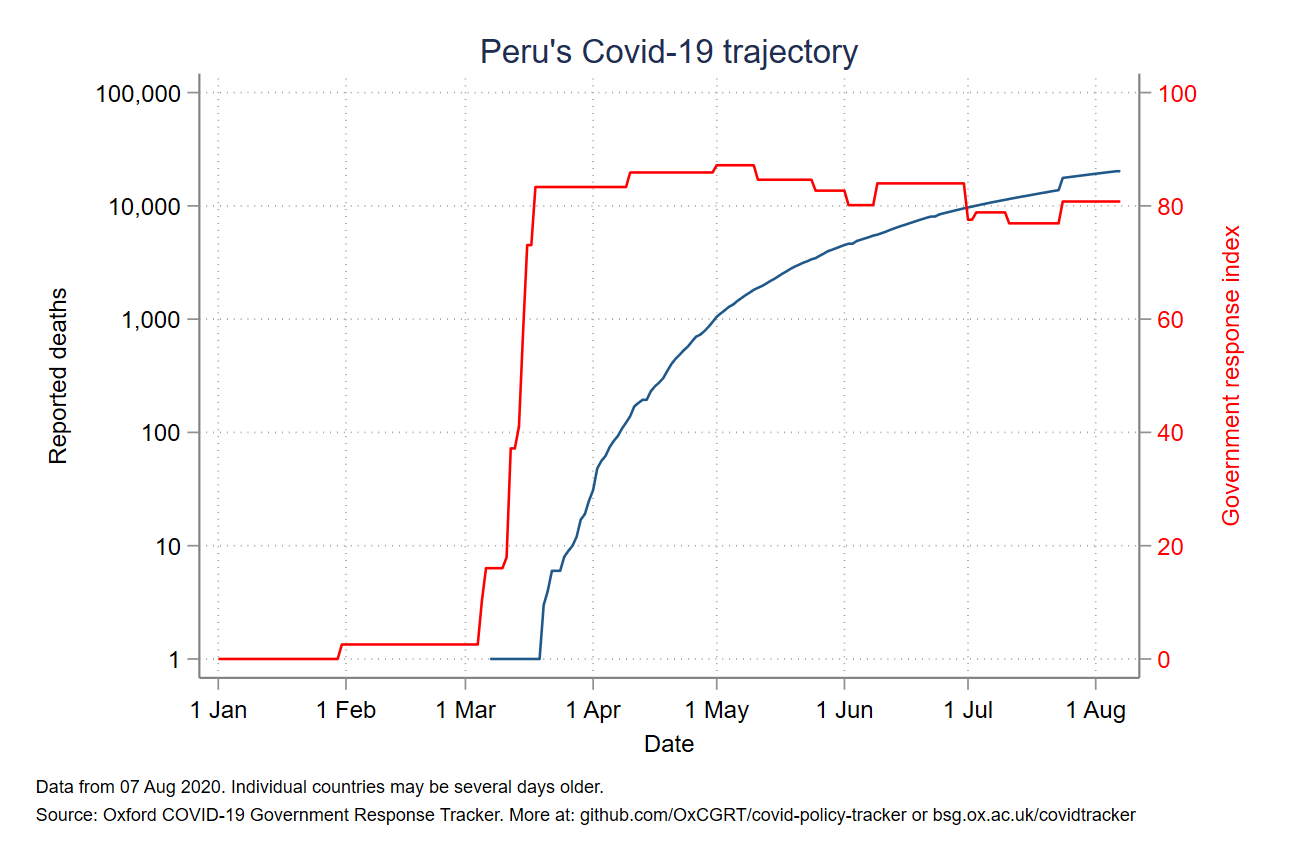 Peru's Covid-19 trajectory
100,000
10,000
1,000
100
10
1
Reported deaths
100
80
60
40
20
0
Government response index
1 Jan 1 Feb 1 Mar 1 Apr 1 May 1 Jun 1 Jul 1 Aug
Date
Data from 07 Aug 2020. Individual countries may be several days older.
Source: Oxford COVID-19 Government Response Tracker. More at: github.com/OxCGRT/covid-policy-tracker or bsg.ox.ac.uk/covidtracker